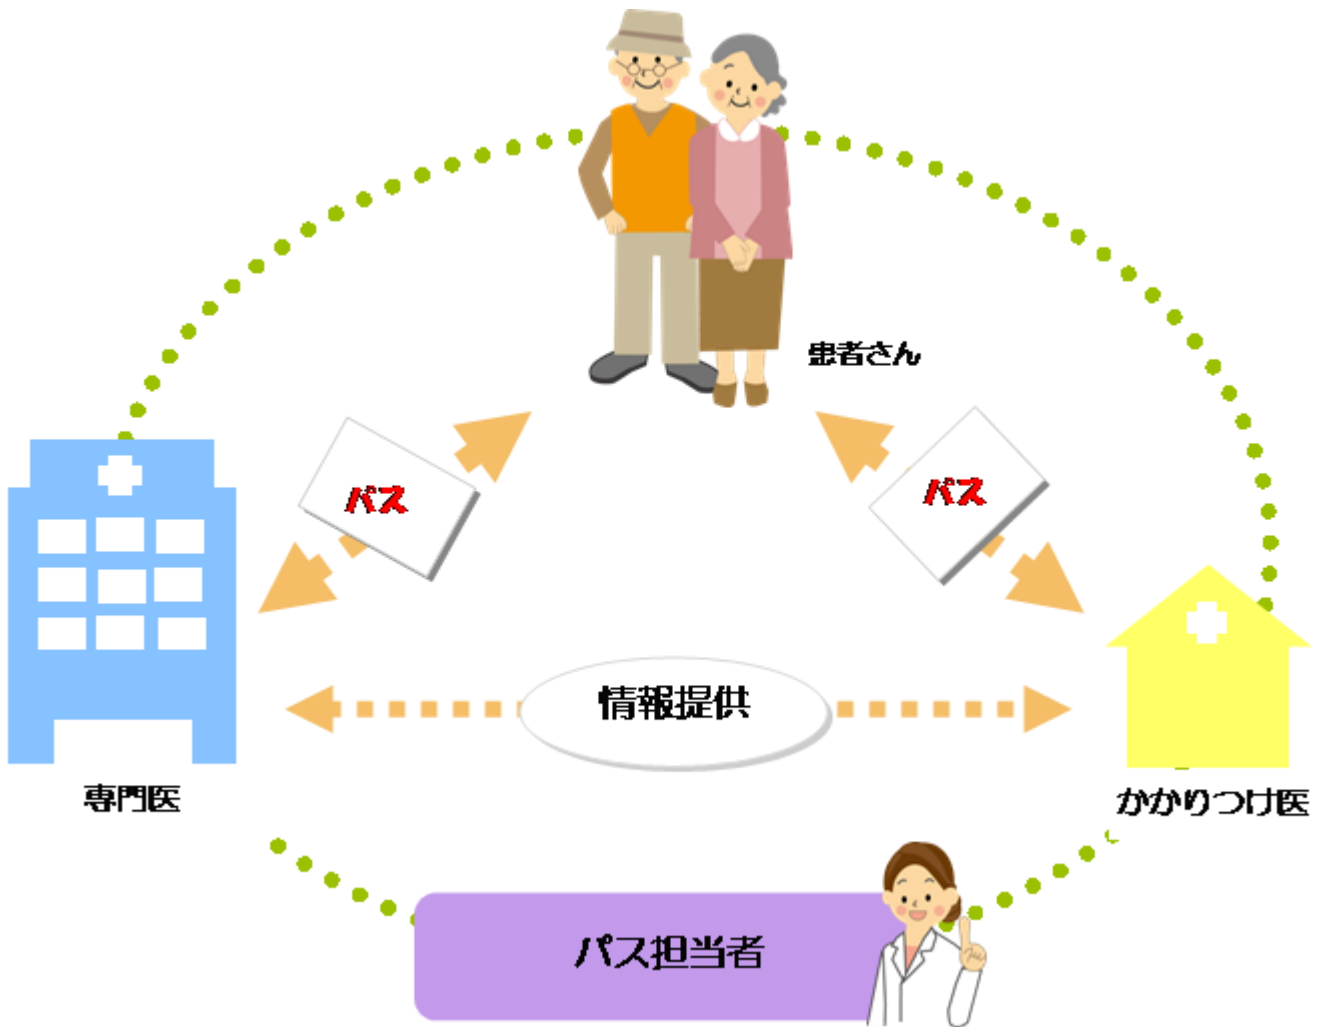 患者さん
パス
パス
情報提供
専門医
かかりつけ医
パス担当者